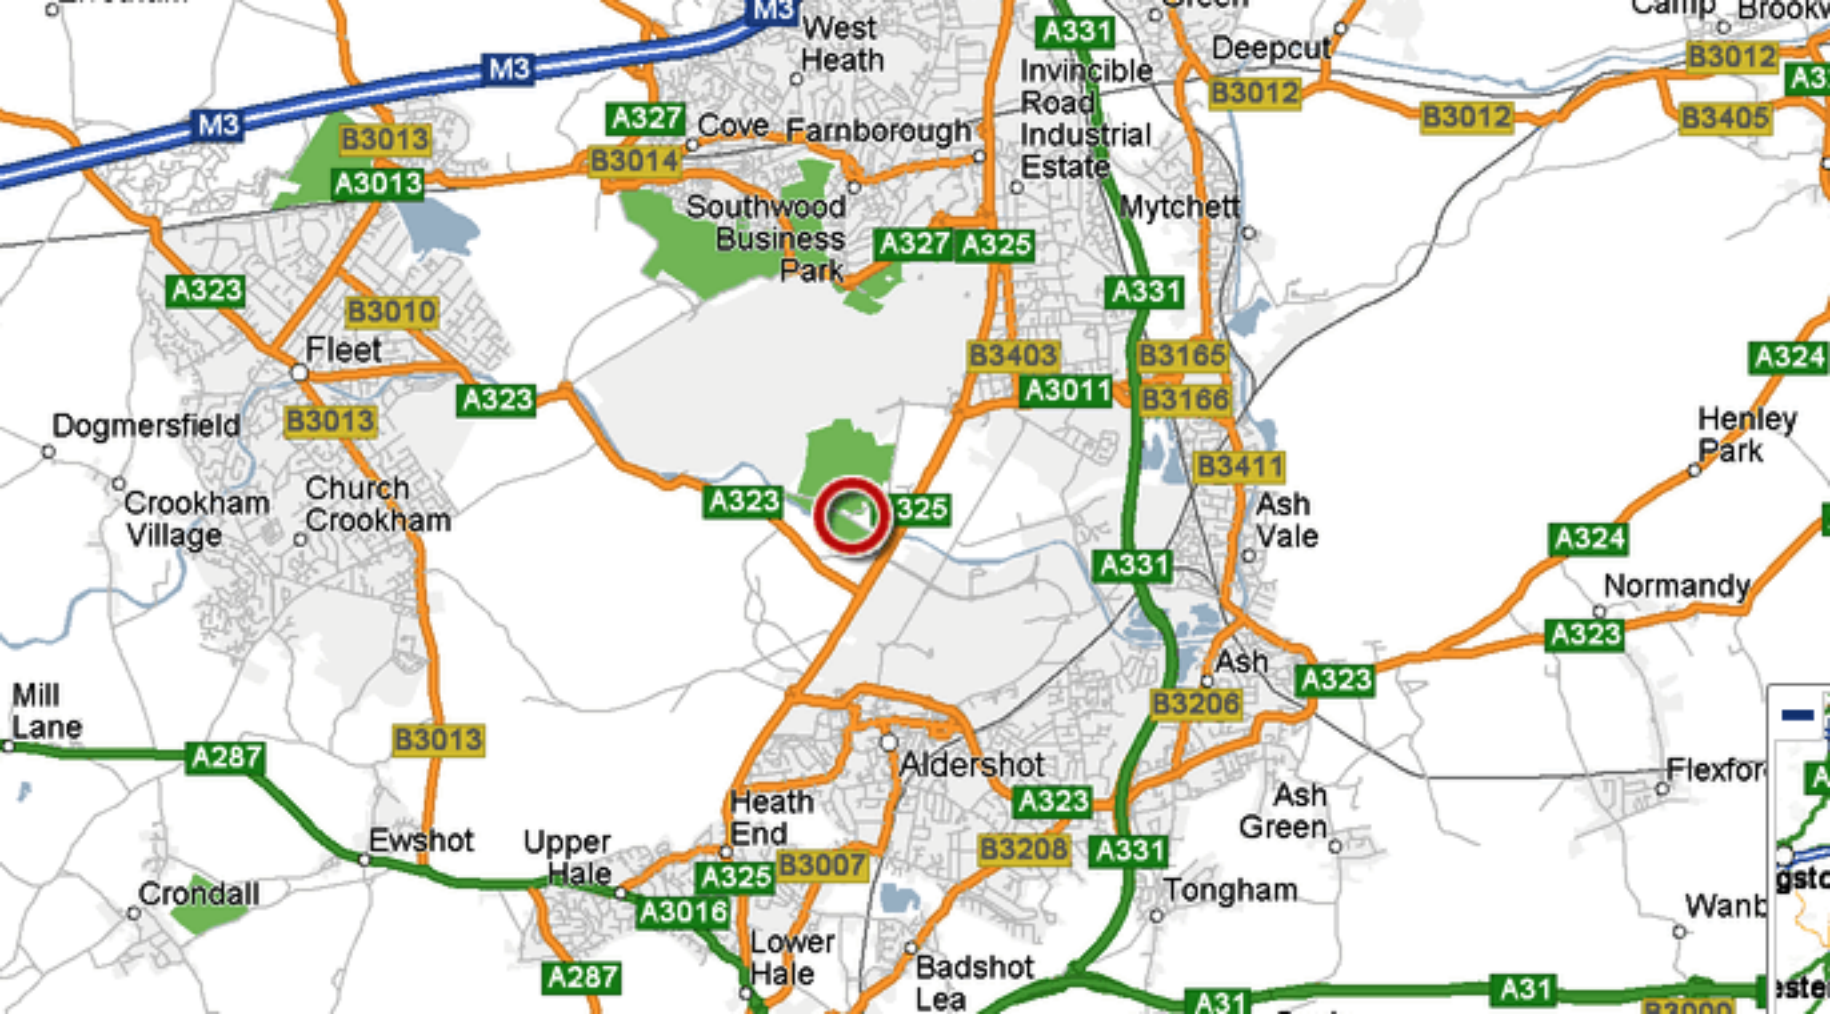 M3
West
Heath
A331
Deepcut
Camp
B3012
M3
Invincible
Road
Industrial
Estate
B3012
B3012
B3405
M3
A327
B3013
Cove
Farnborough
B3014
A3013
Southwood
Business
Park
Mytchett
A327
A325
A323
A331
B3010
Fleet
B3403
B3165
A324
A3011
A323
B3166
B3013
Dogmersfield
Henley
Park
B3411
Crookham
Village
Church
Crookham
A323
325
Ash
Vale
A324
A331
Normandy
A323
Ash
A323
Mill
Lane
B3206
B3013
A287
Aldershot
Heath
End
A323
Ash
Green
Ewshot
Upper
Hale
B3007
B3208
A331
A325
Crondall
A3016
Tongham
Lower
Hale
Badshot
Lea
A287
A31
A31
B3000